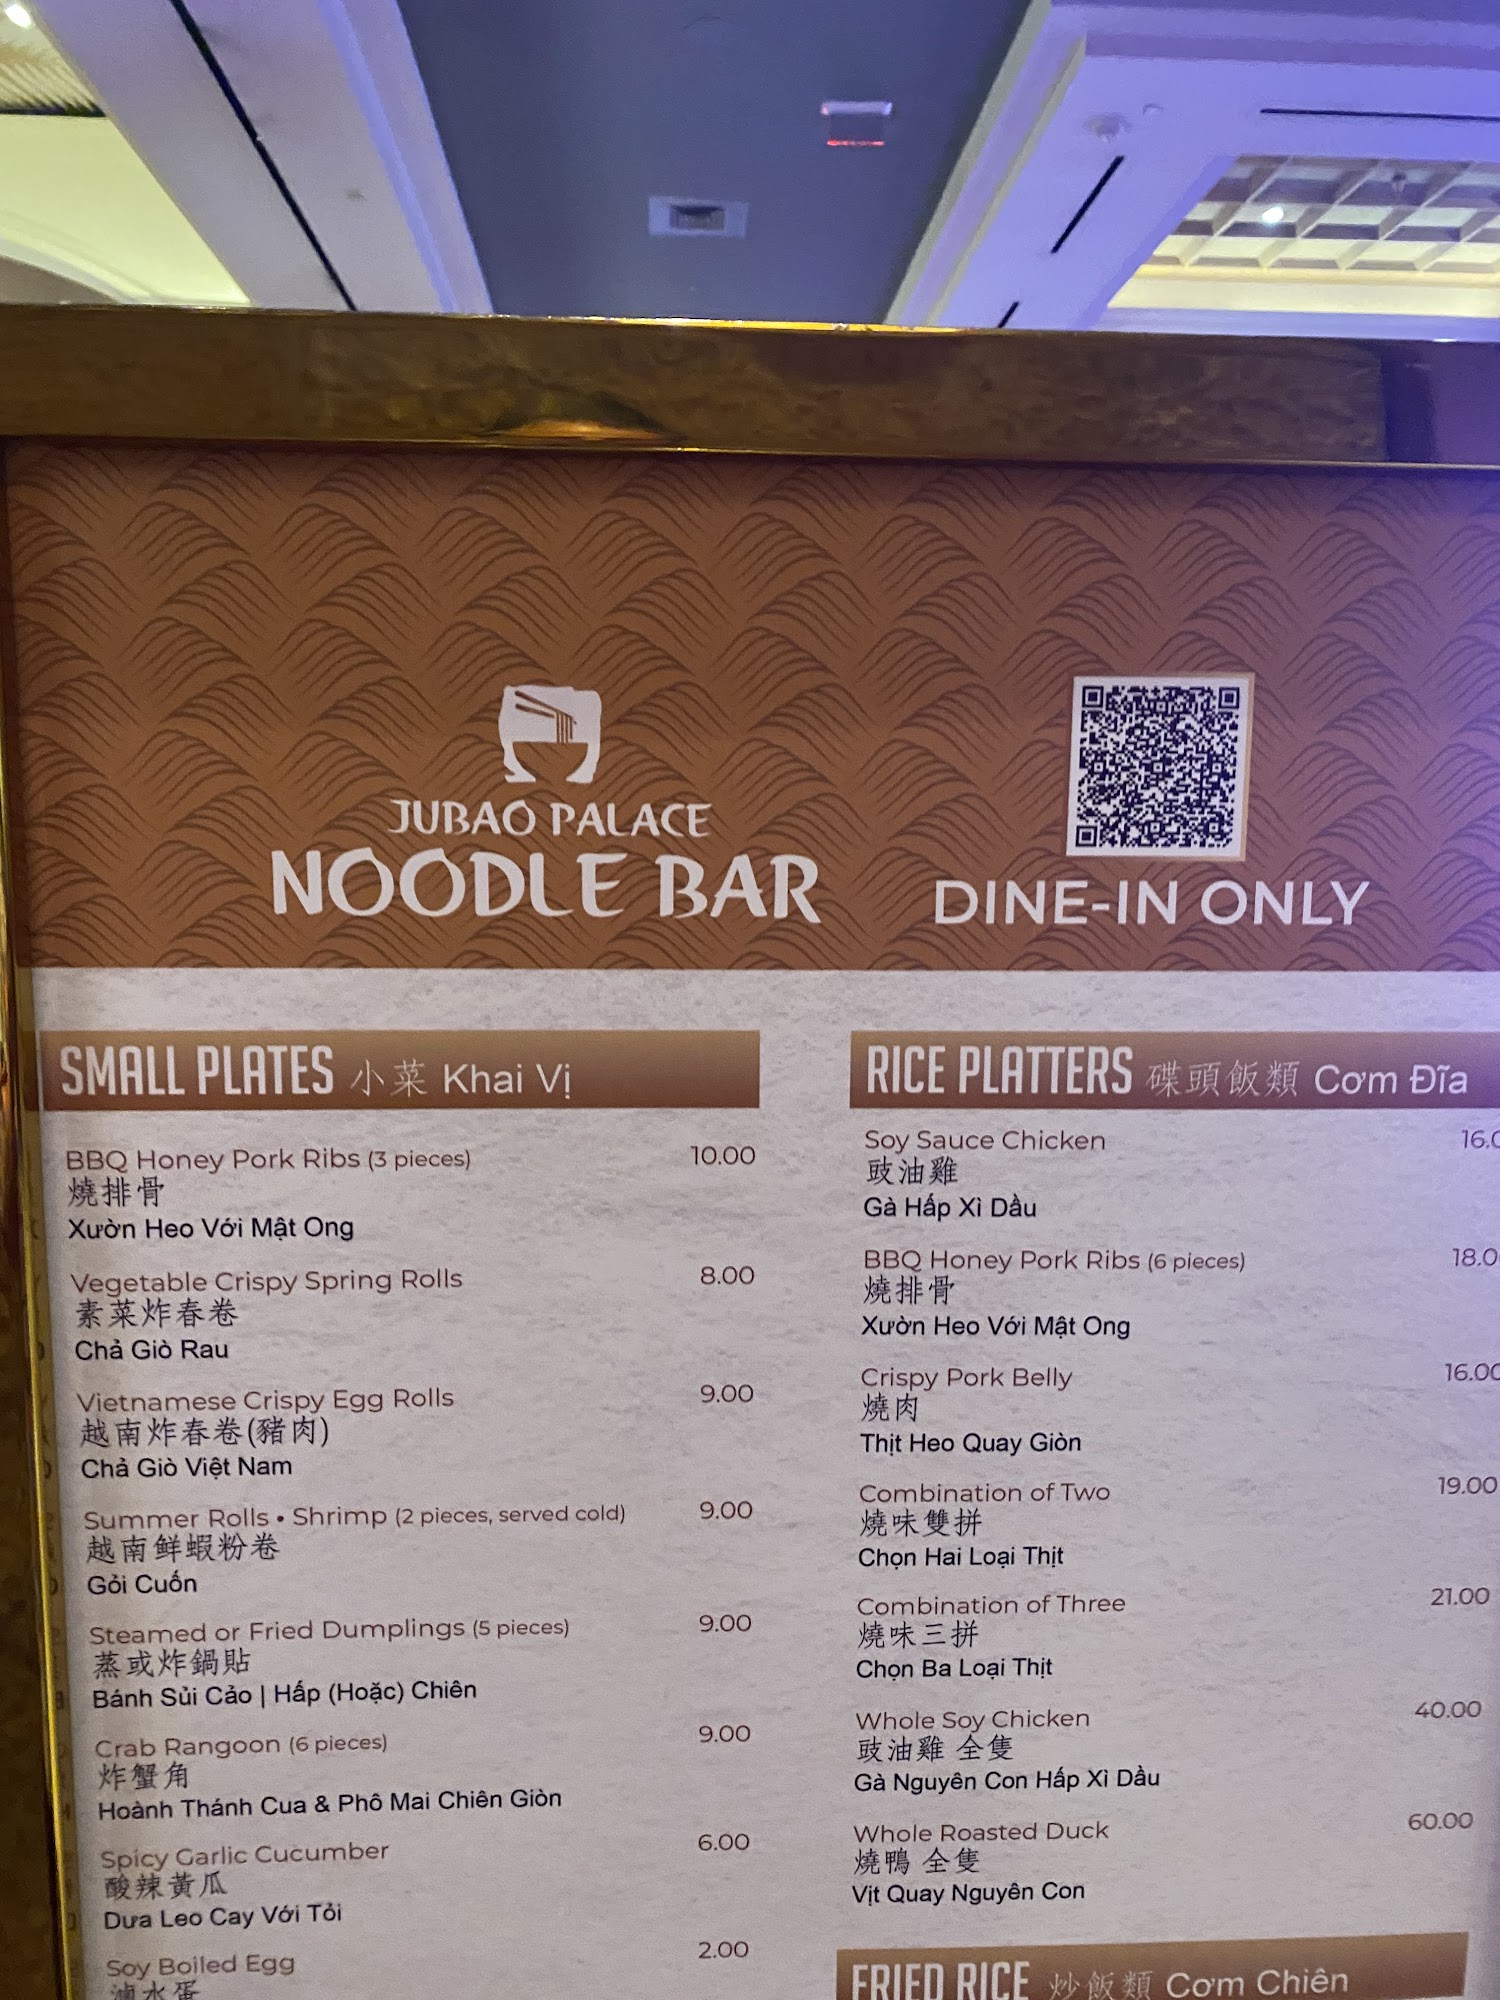 JUBAO PALACE
NOODLE BAR
DINE-IN ONLY
SMALL PLATES 小菜 Khai Vị
BBQ Honey Pork Ribs (3 pieces) 10.00
燒排骨
Xườn Heo Với Mật Ong
Vegetable Crispy Spring Rolls 8.00
素菜炸春卷
Chả Giò Rau
Vietnamese Crispy Egg Rolls 9.00
越南炸春卷(豬肉)
Chả Giò Việt Nam
Summer Rolls • Shrimp (2 pieces, served cold) 9.00
越南鲜蝦粉卷
Gỏi Cuốn
Steamed or Fried Dumplings (5 pieces) 9.00
蒸或炸鍋貼
Bánh Sủi Cảo | Hấp (Hoặc) Chiên
Crab Rangoon (6 pieces) 9.00
炸蟹角
Hoành Thánh Cua & Phô Mai Chiên Giòn
Spicy Garlic Cucumber 6.00
酸辣黃瓜
Dưa Leo Cay Với Tỏi
Soy Boiled Egg 2.00
滷水蛋
RICE PLATTERS 碟頭飯類 Cơm Đĩa
Soy Sauce Chicken 16.0
豉油雞
Gà Hấp Xì Dầu
BBQ Honey Pork Ribs (6 pieces) 18.0
燒排骨
Xườn Heo Với Mật Ong
Crispy Pork Belly 16.00
燒肉
Thịt Heo Quay Giòn
Combination of Two 19.00
燒味雙拼
Chọn Hai Loại Thịt
Combination of Three 21.00
燒味三拼
Chọn Ba Loại Thịt
Whole Soy Chicken 40.00
豉油雞 全隻
Gà Nguyên Con Hấp Xì Dầu
Whole Roasted Duck 60.00
燒鴨 全隻
Vịt Quay Nguyên Con
FRIED RICE 炒飯類 Cơm Chiên